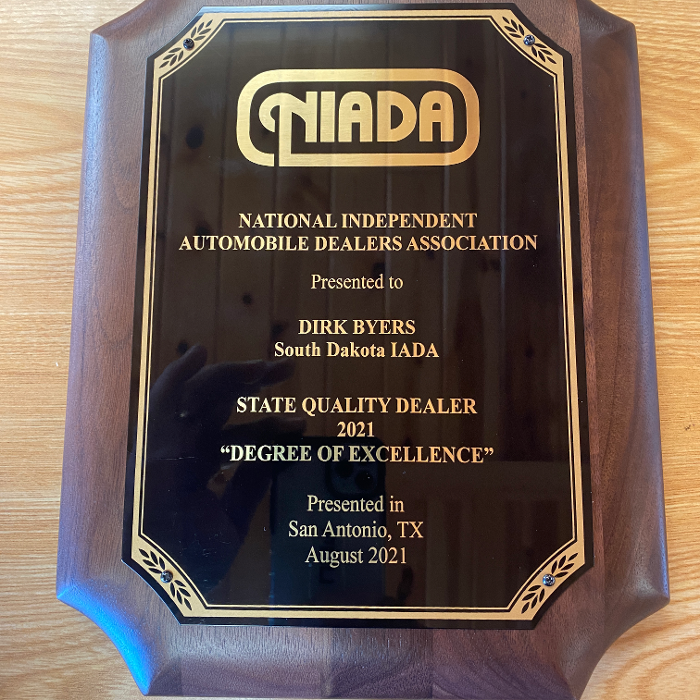 NIADA
NATIONAL INDEPENDENT
AUTOMOBILE DEALERS ASSOCIATION
Presented to
DIRK BYERS
South Dakota IADA
STATE QUALITY DEALER
2021
“DEGREE OF EXCELLENCE”
Presented in
San Antonio, TX
August 2021